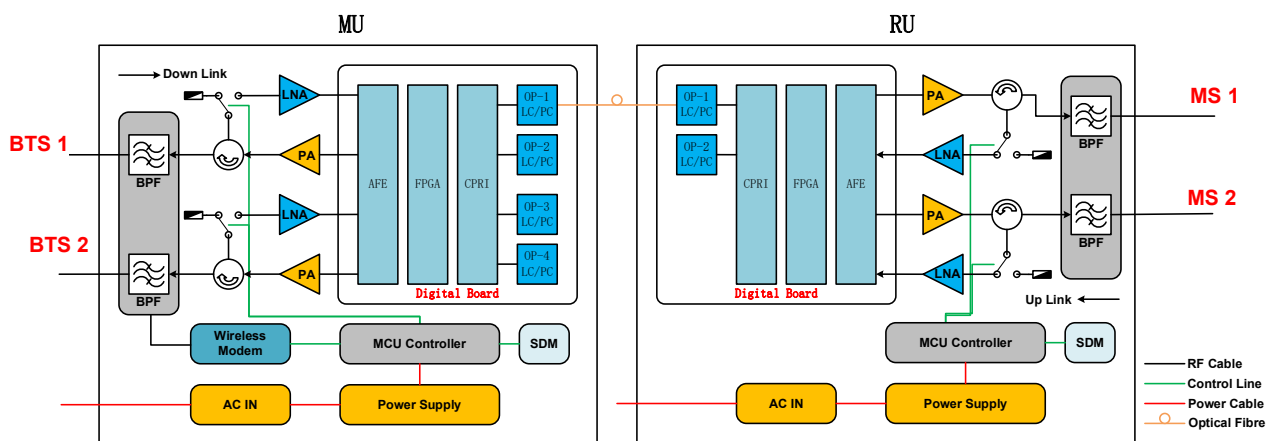 MU
RU
Down Link
LNA
PA
LNA
PA
BTS 1
BTS 2
BPF
BPF
AFE
FPGA
CPRI
OP-1
LC/PC
OP-2
LC/PC
OP-3
LC/PC
OP-4
LC/PC
Digital Board
Wireless
Modem
MCU Controller
SDM
AC IN
Power Supply
OP-1
LC/PC
OP-2
LC/PC
CPRI
FPGA
AFE
Digital Board
PA
LNA
PA
LNA
BPF
BPF
MS 1
MS 2
Up Link
MCU Controller
SDM
AC IN
Power Supply
RF Cable
Control Line
Power Cable
Optical Fibre